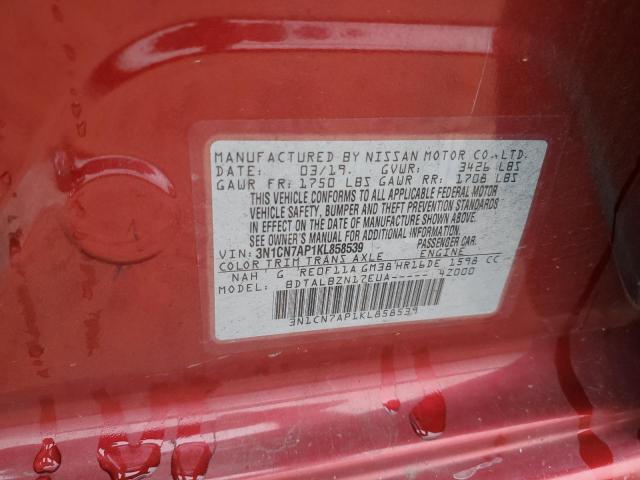 MANUFACTURED BY NISSAN MOTOR CO., LTD.
DATE: 03/19. GVWR: 3426 LBS
GAWR FR: 1750 LBS GAWR RR: 1708 LBS
THIS VEHICLE CONFORMS TO ALL APPLICABLE FEDERAL MOTOR
VEHICLE SAFETY, BUMPER AND THEFT PREVENTION STANDARDS
IN EFFECT ON THE DATE OF MANUFACTURE SHOWN ABOVE.
SEE OWNER'S MANUAL FOR ADDITIONAL INFORMATION.
VIN: 3N1CN7AP1KL858539 PASSENGER CAR.
COLOR TRIM TRANS AXLE ENGINE
NAH G RE0F11A GM38 HR16DE 1598 CC
MODEL: BDTALBZN17EUA----- 42000
3N1CN7AP1KL858539